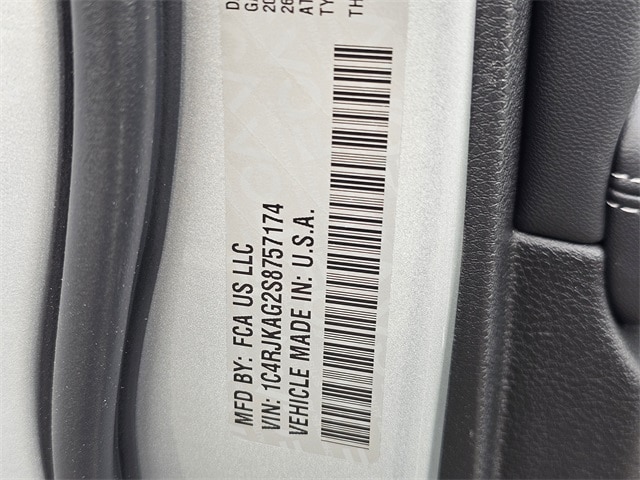 MFD BY: FCA US LLC
VIN: 1C4RJKAG2S8757174
VEHICLE MADE IN: U.S.A.